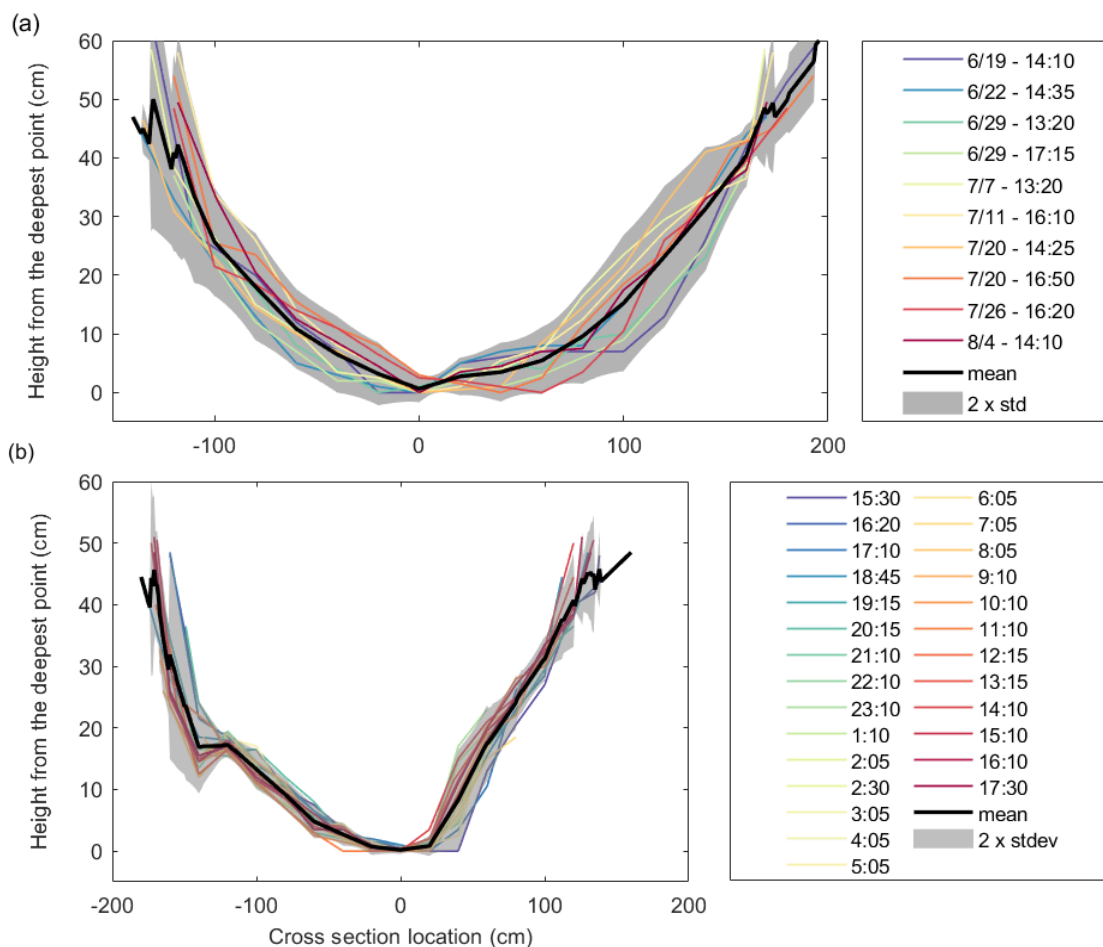 (a)
60
50
40
30
20
10
0
Height from the deepest point (cm)
-100
0
100
200
6/19 - 14:10
6/22 - 14:35
6/29 - 13:20
6/29 - 17:15
7/7 - 13:20
7/11 - 16:10
7/20 - 14:25
7/20 - 16:50
7/26 - 16:20
8/4 - 14:10
mean
2 x std
(b)
60
50
40
30
20
10
0
Height from the deepest point (cm)
-200
-100
0
100
200
Cross section location (cm)
15:30
16:20
17:10
18:45
19:15
20:15
21:10
22:10
23:10
1:10
2:05
2:30
3:05
4:05
5:05
6:05
7:05
8:05
9:10
10:10
11:10
12:15
13:15
14:10
15:10
16:10
17:30
mean
2 x stdev